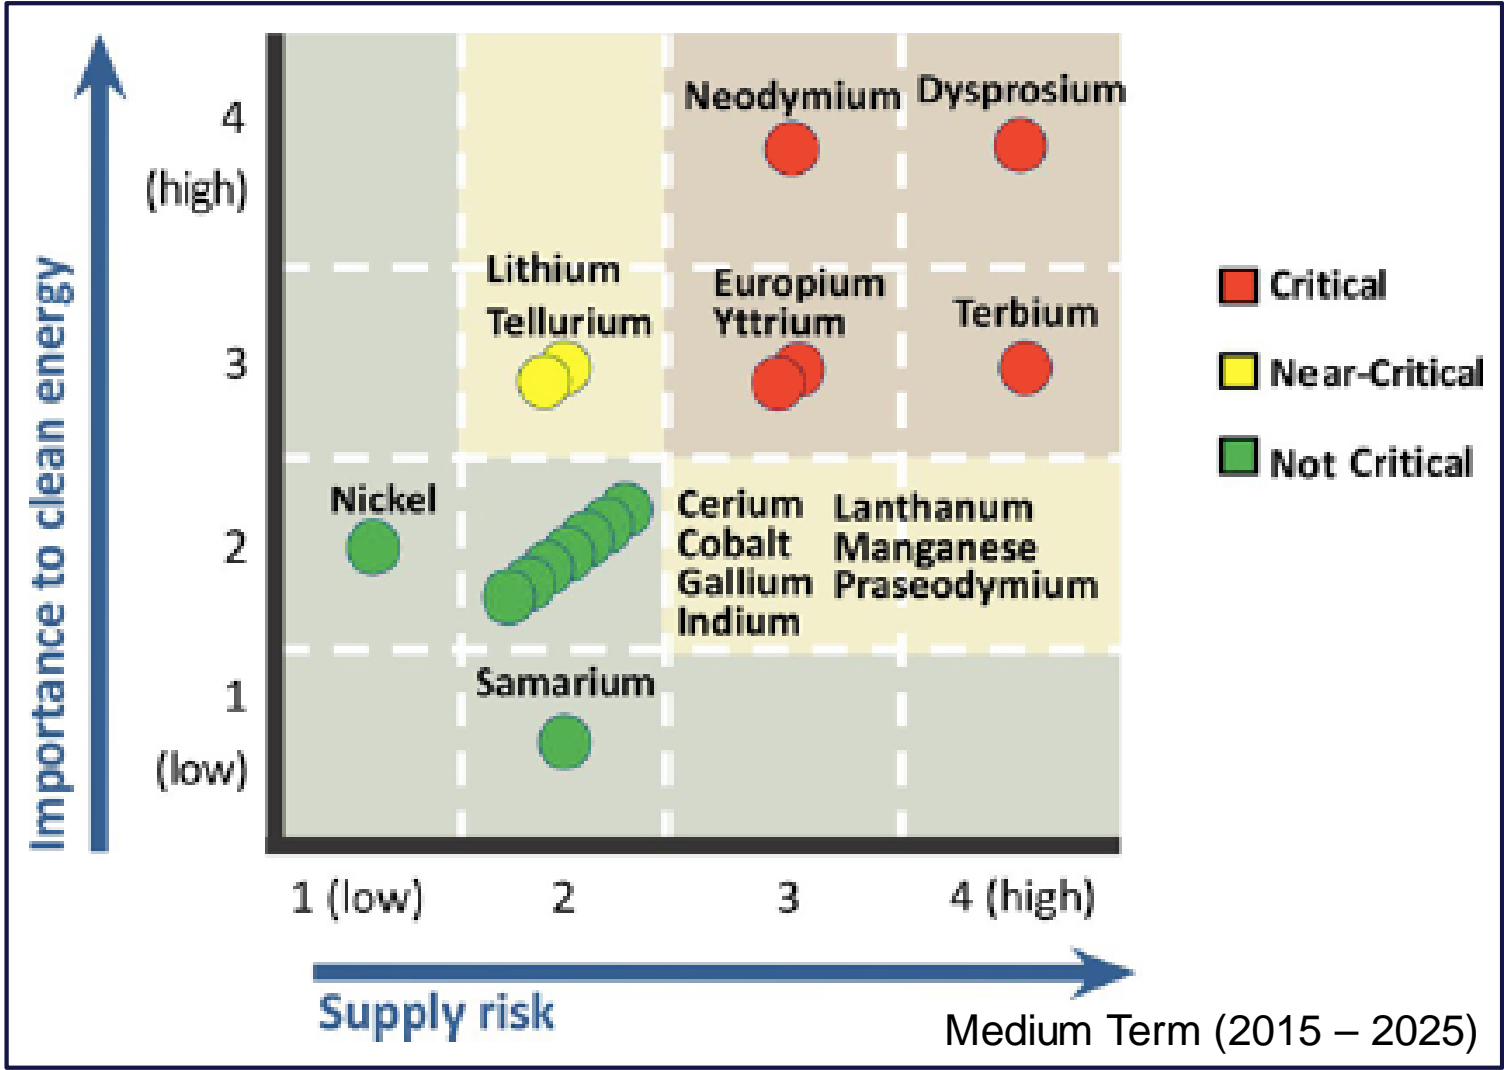 Importance to clean energy
4
(high)
3
2
1
(low)
Neodymium
Dysprosium
Lithium
Tellurium
Europium
Yttrium
Terbium
Nickel
Cerium
Cobalt
Gallium
Indium
Lanthanum
Manganese
Praseodymium
Samarium
Critical
Near-Critical
Not Critical
1 (low)
2
3
4 (high)
Supply risk
Medium Term (2015 – 2025)